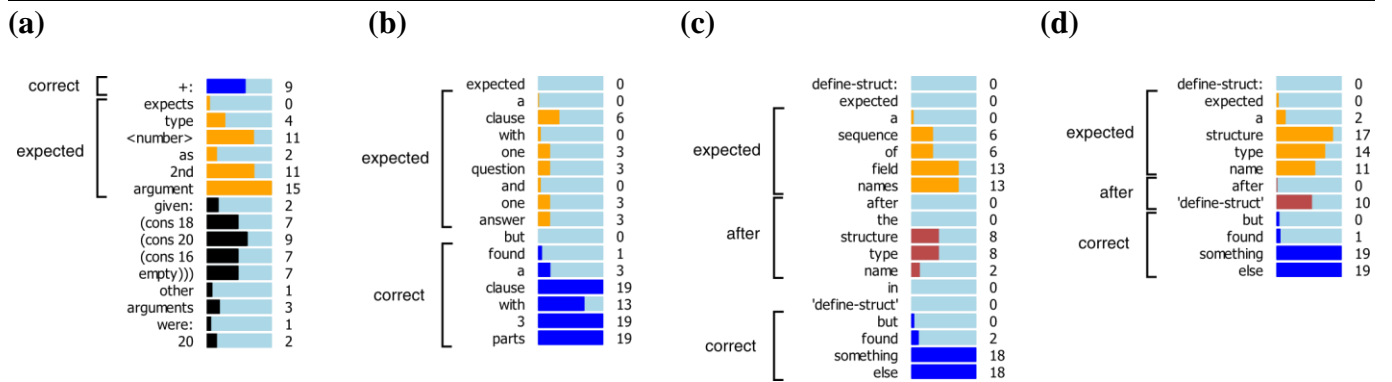 (a)
correct
expected
+: 9
expects 0
type 4
<number> 11
as 2
2nd 11
argument 15
given: 2
(cons 18 7
(cons 20 9
(cons 16 7
empty))) 7
other 1
arguments 3
were: 1
20 2
(b)
expected
correct
expected 0
a 0
clause 6
with 0
one 3
question 3
and 0
one 3
answer 3
but 0
found 1
a 3
clause 19
with 13
3 19
parts 19
(c)
expected
after
correct
define-struct: 0
expected 0
a 0
sequence 6
of 6
field 13
names 13
after 0
the 0
structure 8
type 8
name 2
in 0
'define-struct' 0
but 0
found 2
something 18
else 18
(d)
expected
after
correct
define-struct: 0
expected 0
a 2
structure 17
type 14
name 11
after 0
'define-struct' 10
but 0
found 1
something 19
else 19